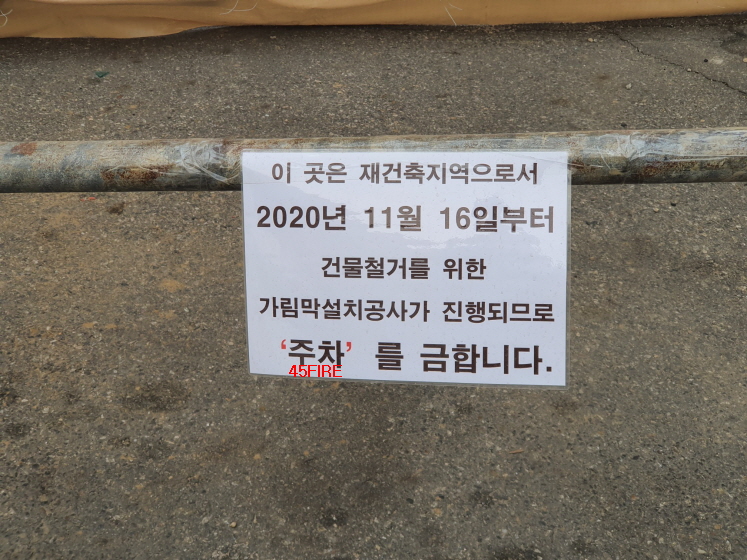 이 곳은 재건축지역으로서
2020년 11월 16일부터
건물철거를 위한
가림막설치공사가 진행되므로
‘주차’ 를 금합니다.
45FIRE